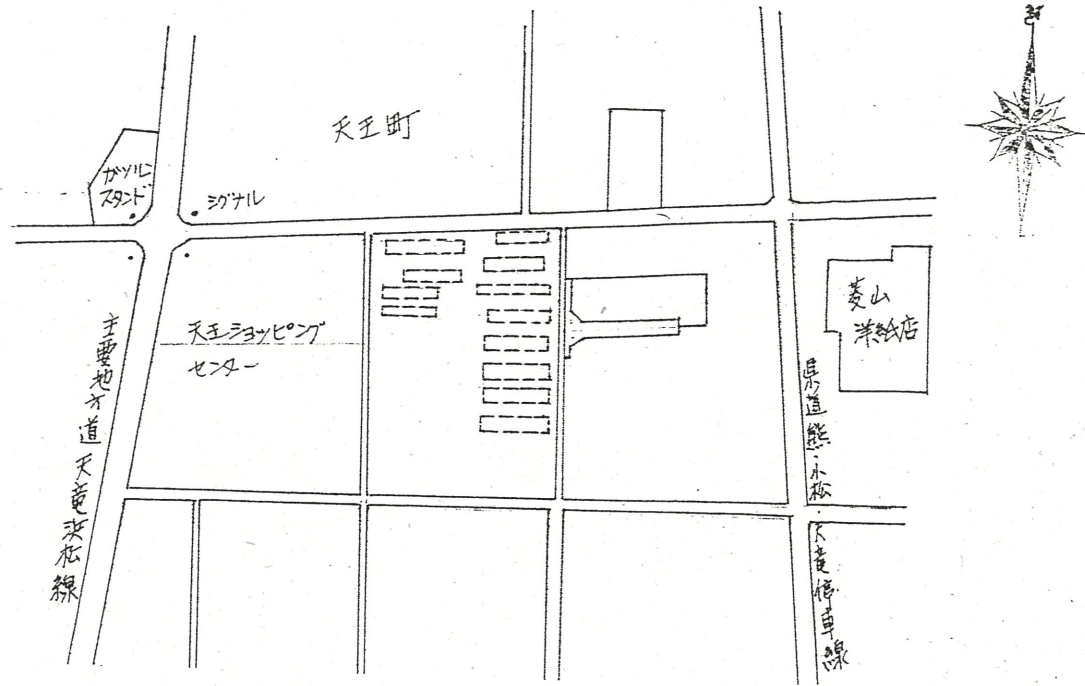 北
天王町
ガソリン
スタンド
シグナル
天王ショッピング
センター
菱山
洋紙店
主要地方道 天竜浜松線
県道 熊・小松・天竜停車線